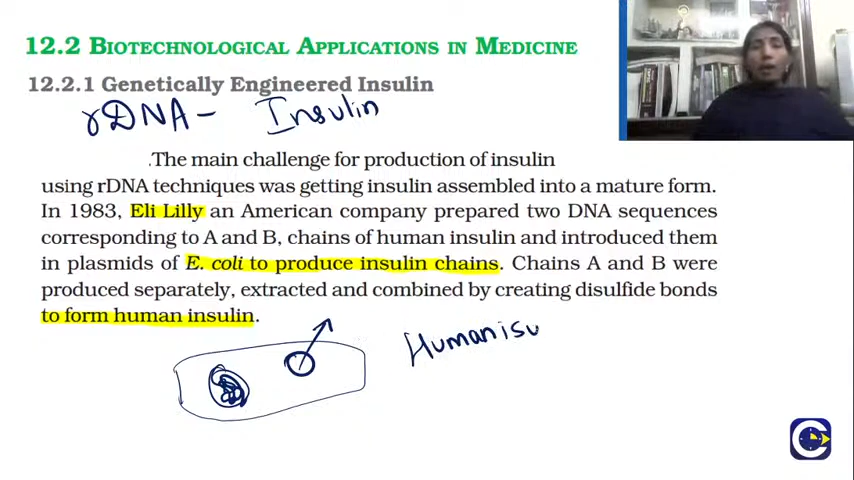 12.2 BIOTECHNOLOGICAL APPLICATIONS IN MEDICINE
12.2.1 Genetically Engineered Insulin
rDNA - Insulin
.The main challenge for production of insulin
using rDNA techniques was getting insulin assembled into a mature form.
In 1983, Eli Lilly an American company prepared two DNA sequences
corresponding to A and B, chains of human insulin and introduced them
in plasmids of E. coli to produce insulin chains. Chains A and B were
produced separately, extracted and combined by creating disulfide bonds
to form human insulin.
Humanisu